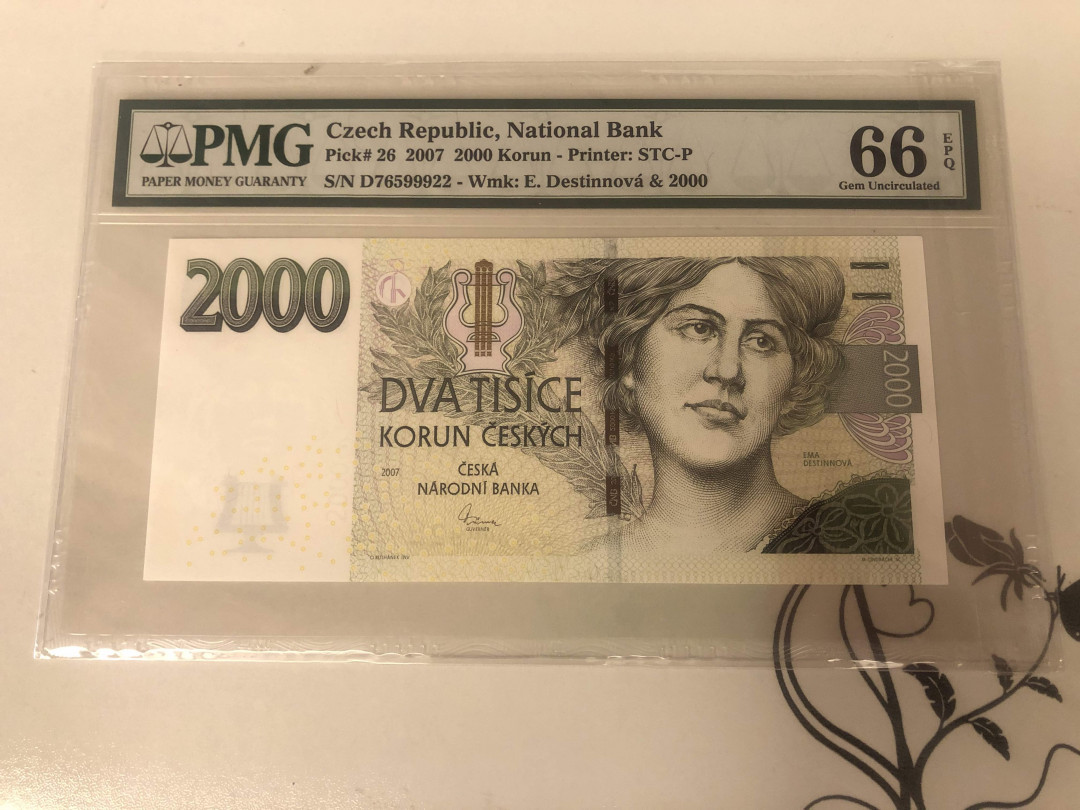 PMG
PAPER MONEY GUARANTY
Czech Republic, National Bank
Pick# 26 2007 2000 Korun - Printer: STC-P
S/N D76599922 - Wmk: E. Destinnová & 2000
66
EPQ
Gem Uncirculated
2000
DVA TISÍCE
KORUN ČESKÝCH
2007
ČESKÁ
NÁRODNÍ BANKA
GUVERNÉR
EMA
DESTINNOVÁ
2000